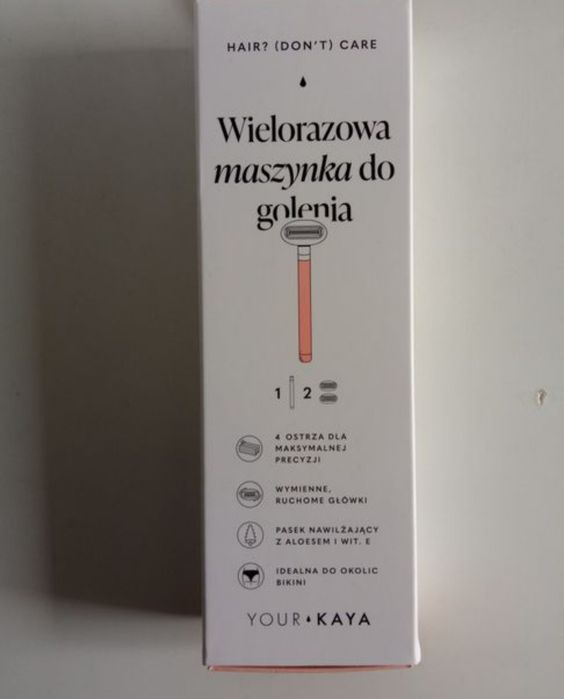 HAIR? (DON'T) CARE
Wielorazowa
maszynka do
golenia
1 2
4 OSTRZA DLA
MAKSYMALNEJ
PRECYZJI
WYMIENNE,
RUCHOME GŁÓWKI
PASEK NAWILŻAJĄCY
Z ALOESEM I WIT. E
IDEALNA DO OKOLIC
BIKINI
YOUR KAYA